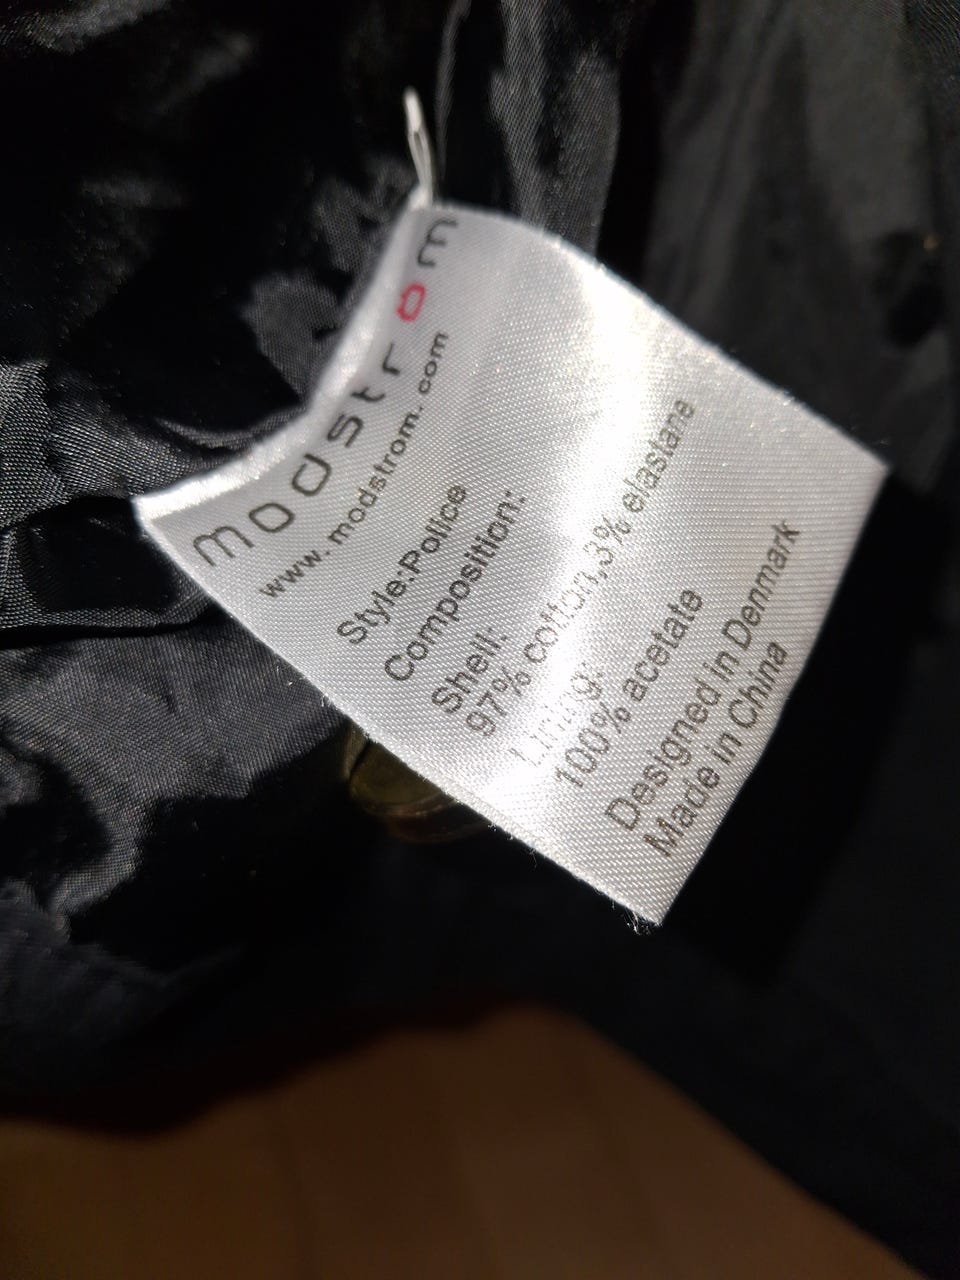 modström
www.modstrom.com
Style:Police
Composition:
Shell:
97% cotton,3% elastane
Lining:
100% acetate
Designed in Denmark
Made in China